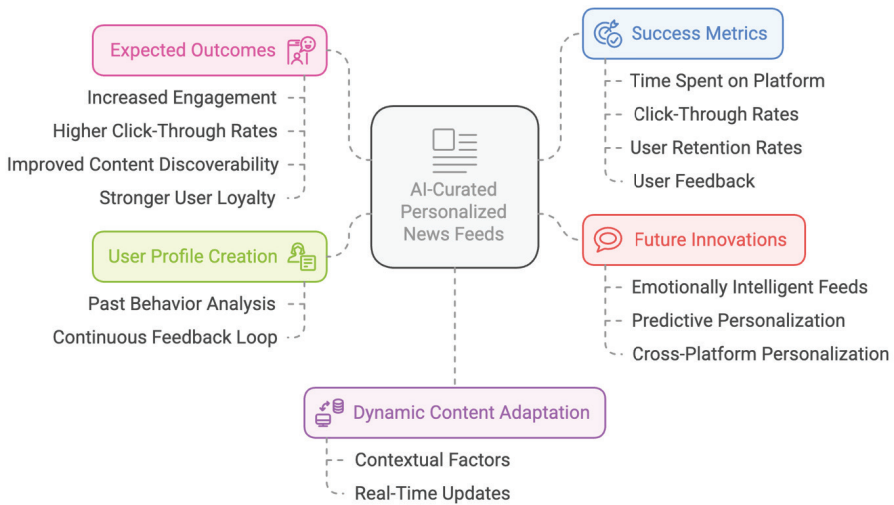 Expected Outcomes
Increased Engagement
Higher Click-Through Rates
Improved Content Discoverability
Stronger User Loyalty
User Profile Creation
Past Behavior Analysis
Continuous Feedback Loop
AI-Curated
Personalized
News Feeds
Success Metrics
Time Spent on Platform
Click-Through Rates
User Retention Rates
User Feedback
Future Innovations
Emotionally Intelligent Feeds
Predictive Personalization
Cross-Platform Personalization
Dynamic Content Adaptation
Contextual Factors
Real-Time Updates